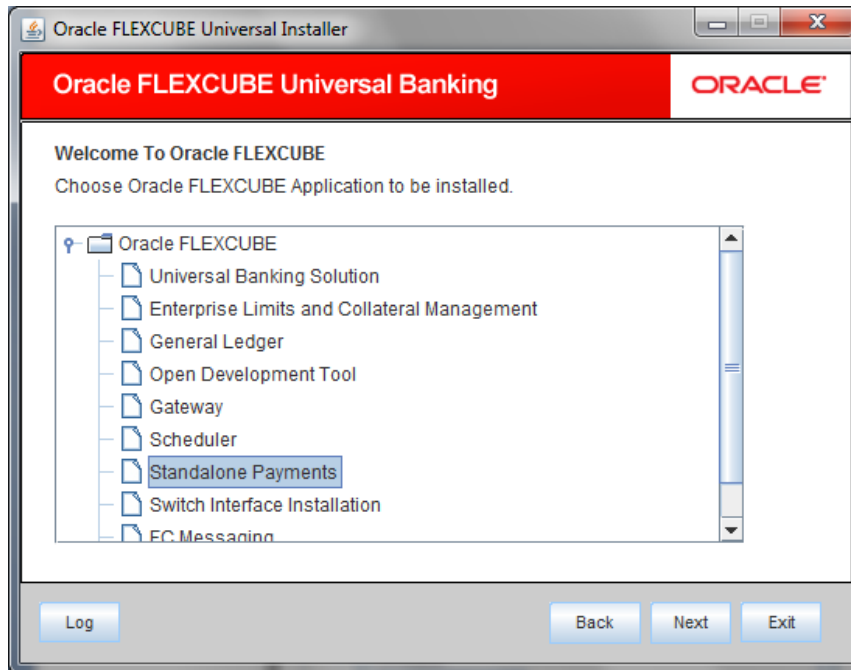 Oracle FLEXCUBE Universal Installer
Oracle FLEXCUBE Universal Banking
ORACLE
Welcome To Oracle FLEXCUBE
Choose Oracle FLEXCUBE Application to be installed.
Oracle FLEXCUBE
Universal Banking Solution
Enterprise Limits and Collateral Management
General Ledger
Open Development Tool
Gateway
Scheduler
Standalone Payments
Switch Interface Installation
FC Messaging
Log
Back
Next
Exit